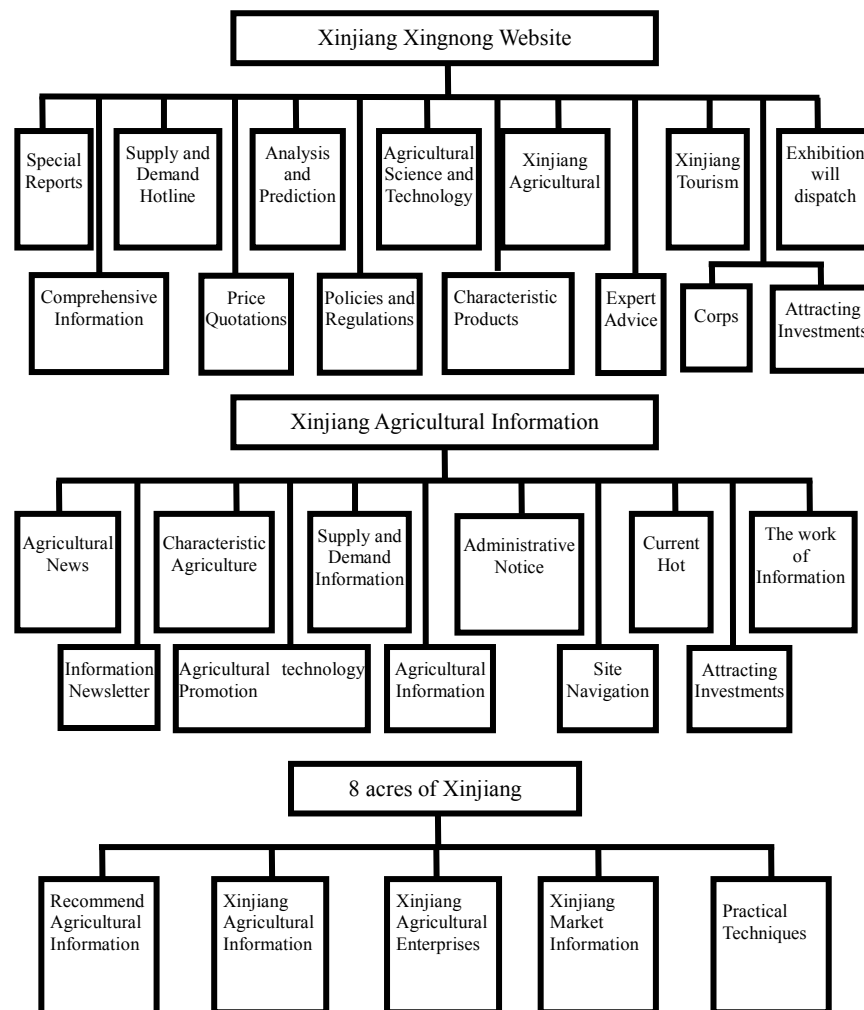 Xinjiang Xingnong Website
Special
Reports
Supply and
Demand
Hotline
Analysis
and
Prediction
Agricultural
Science and
Technology
Xinjiang
Agricultural
Xinjiang
Tourism
Exhibition
will
dispatch
Comprehensive
Information
Price
Quotations
Policies and
Regulations
Characteristic
Products
Expert
Advice
Corps
Attracting
Investments
Xinjiang Agricultural Information
Agricultural
News
Characteristic
Agriculture
Supply and
Demand
Information
Administrative
Notice
Current
Hot
The work
of
Information
Information
Newsletter
Agricultural technology
Promotion
Agricultural
Information
Site
Navigation
Attracting
Investments
8 acres of Xinjiang
Recommend
Agricultural
Information
Xinjiang
Agricultural
Information
Xinjiang
Agricultural
Enterprises
Xinjiang
Market
Information
Practical
Techniques